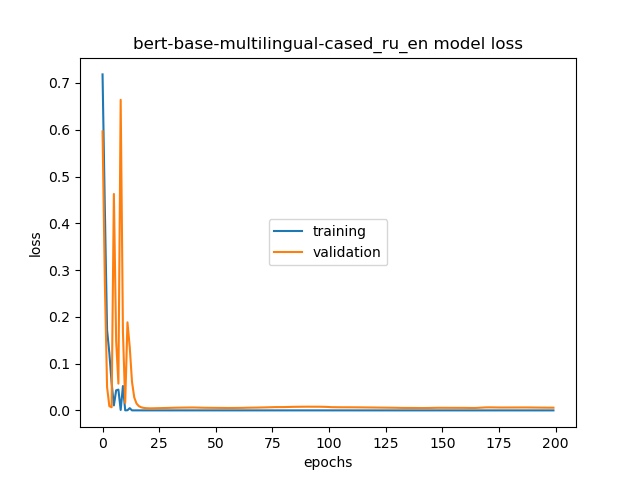 bert-base-multilingual-cased_ru_en model loss
0.7
0.6
0.5
0.4
0.3
0.2
0.1
0.0
loss
training
validation
0 25 50 75 100 125 150 175 200
epochs